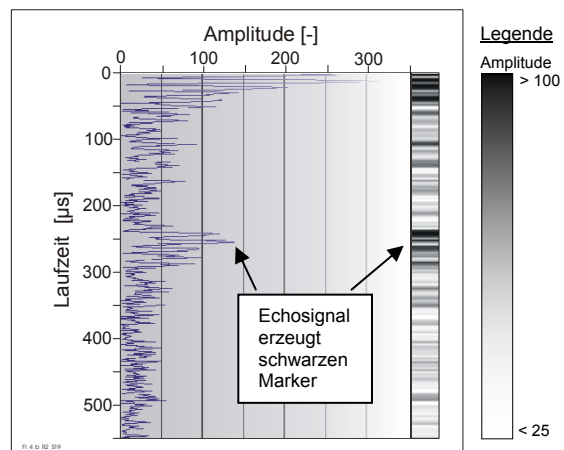 Amplitude [-]
0 100 200 300
0
100
200
300
400
500
Laufzeit [µs]
Echosignal
erzeugt
schwarzen
Marker
Legende
Amplitude
> 100
< 25